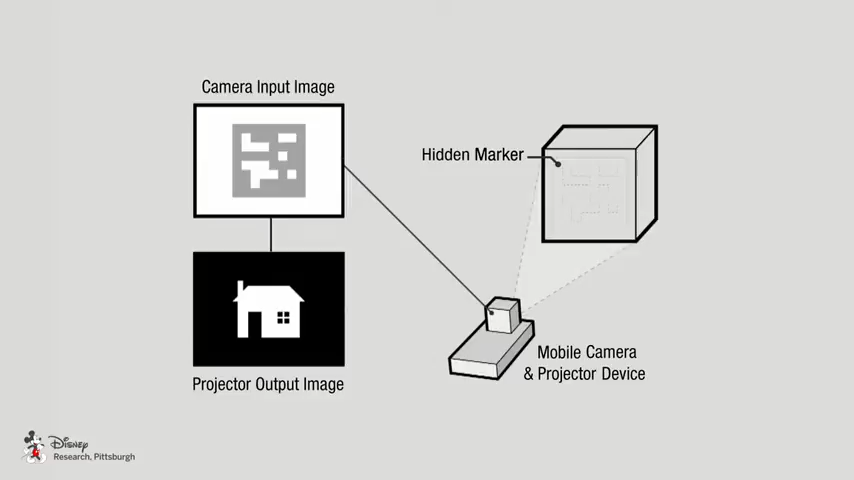 Camera Input Image
Hidden Marker
Projector Output Image
Mobile Camera
& Projector Device
Disney
Research, Pittsburgh